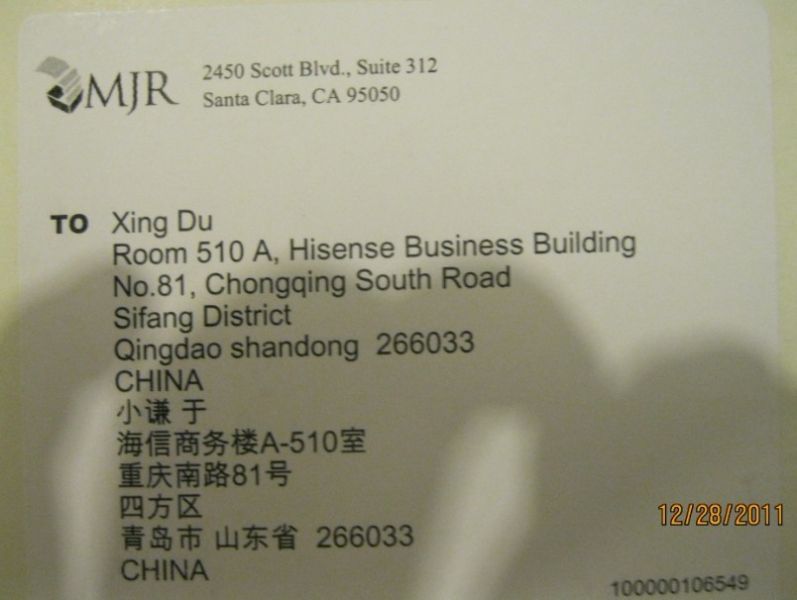 MJR
2450 Scott Blvd., Suite 312
Santa Clara, CA 95050
TO Xing Du
Room 510 A, Hisense Business Building
No.81, Chongqing South Road
Sifang District
Qingdao shandong 266033
CHINA
小谦 于
海信商务楼A-510室
重庆南路81号
四方区
青岛市 山东省 266033
CHINA
12/28/2011
100000106549